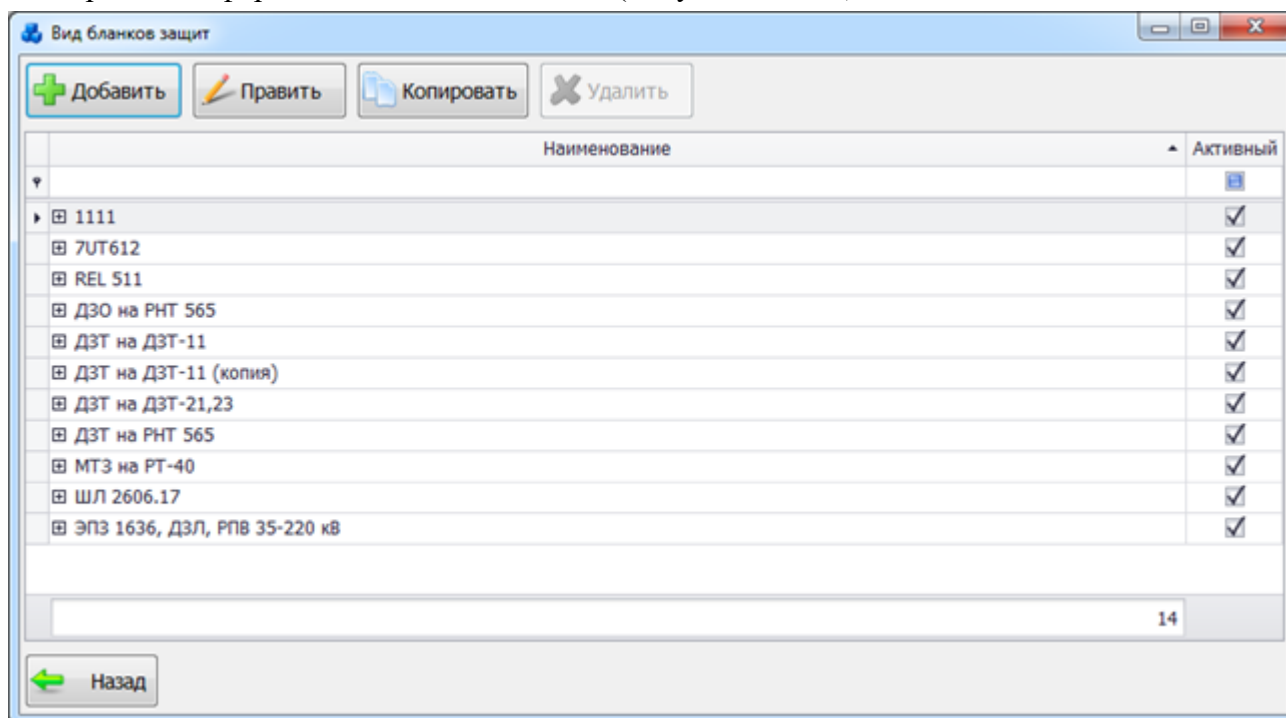 Вид бланков защит
Добавить Править Копировать Удалить
Наименование Активный
1111
7UT612
REL 511
ДЗО на РНТ 565
ДЗТ на ДЗТ-11
ДЗТ на ДЗТ-11 (копия)
ДЗТ на ДЗТ-21,23
ДЗТ на РНТ 565
МТЗ на РТ-40
ШЛ 2606.17
ЭПЗ 1636, ДЗЛ, РПВ 35-220 кВ
14
Назад